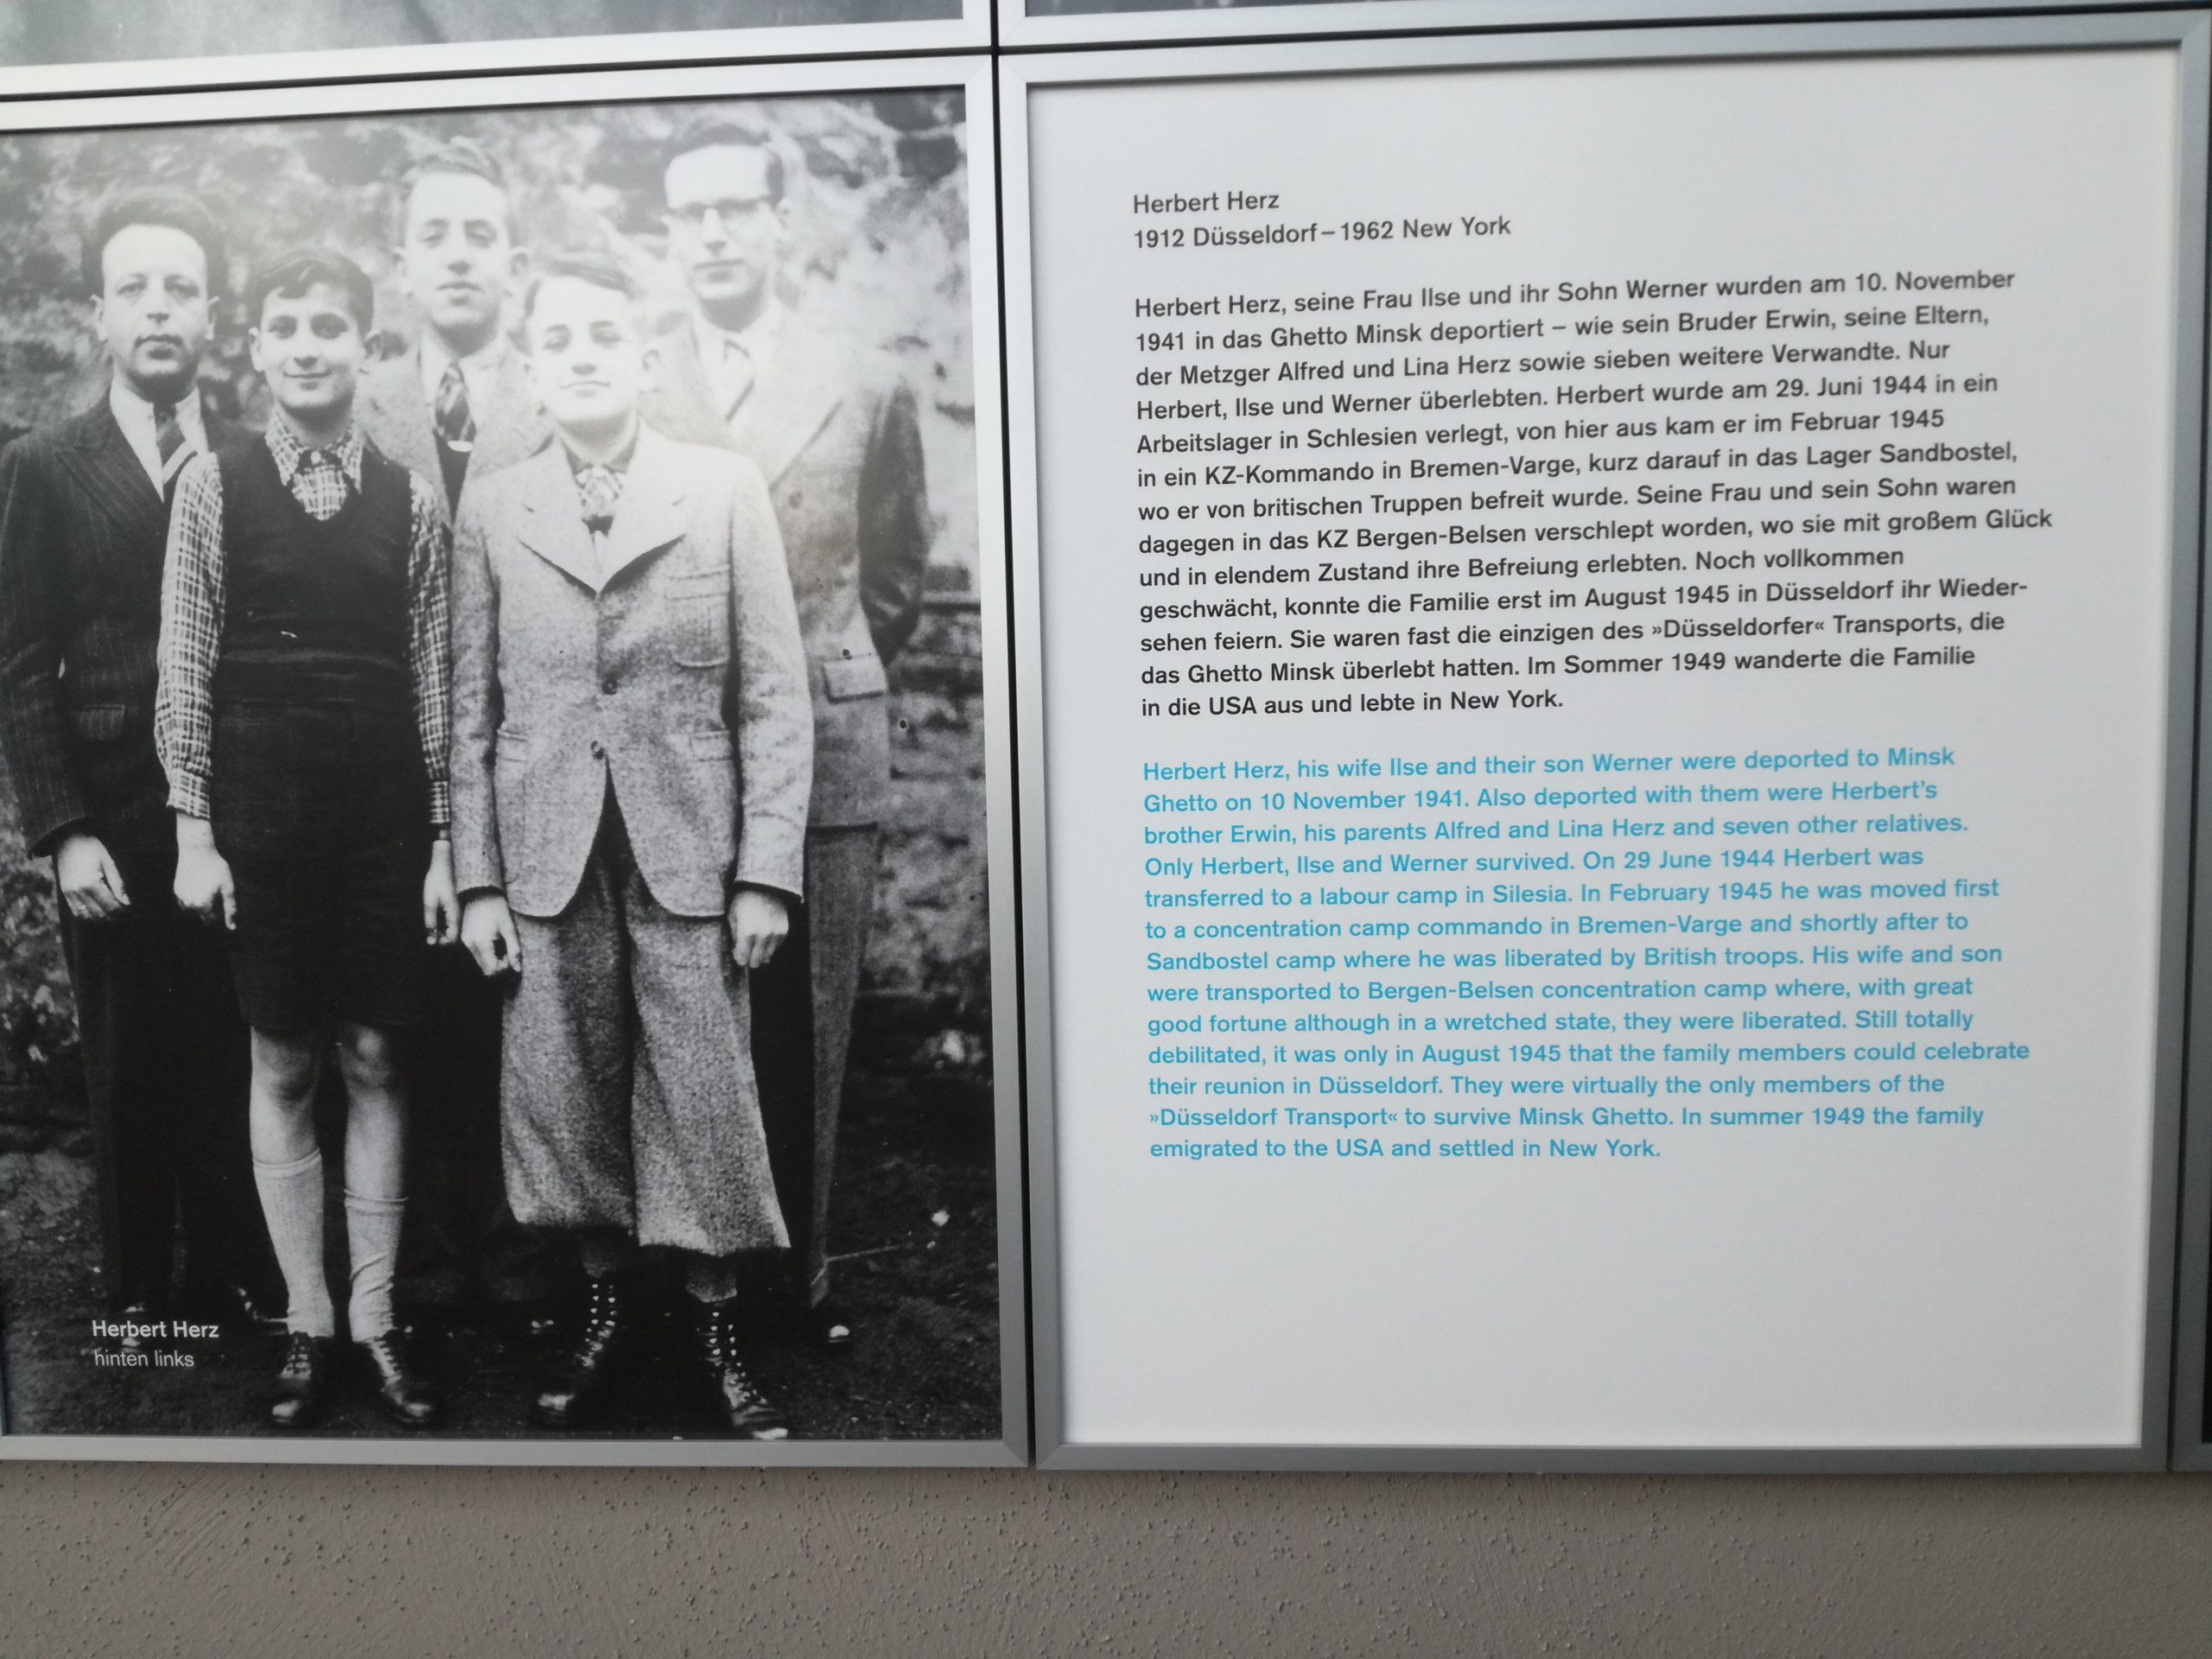 Herbert Herz
hinten links
Herbert Herz
1912 Düsseldorf – 1962 New York
Herbert Herz, seine Frau Ilse und ihr Sohn Werner wurden am 10. November
1941 in das Ghetto Minsk deportiert – wie sein Bruder Erwin, seine Eltern,
der Metzger Alfred und Lina Herz sowie sieben weitere Verwandte. Nur
Herbert, Ilse und Werner überlebten. Herbert wurde am 29. Juni 1944 in ein
Arbeitslager in Schlesien verlegt, von hier aus kam er im Februar 1945
in ein KZ-Kommando in Bremen-Varge, kurz darauf in das Lager Sandbostel,
wo er von britischen Truppen befreit wurde. Seine Frau und sein Sohn waren
dagegen in das KZ Bergen-Belsen verschlept worden, wo sie mit großem Glück
und in elendem Zustand ihre Befreiung erlebten. Noch vollkommen
geschwächt, konnte die Familie erst im August 1945 in Düsseldorf ihr Wieder-
sehen feiern. Sie waren fast die einzigen des »Düsseldorfer« Transports, die
das Ghetto Minsk überlebt hatten. Im Sommer 1949 wanderte die Familie
in die USA aus und lebte in New York.
Herbert Herz, his wife Ilse and their son Werner were deported to Minsk
Ghetto on 10 November 1941. Also deported with them were Herbert's
brother Erwin, his parents Alfred and Lina Herz and seven other relatives.
Only Herbert, Ilse and Werner survived. On 29 June 1944 Herbert was
transferred to a labour camp in Silesia. In February 1945 he was moved first
to a concentration camp commando in Bremen-Varge and shortly after to
Sandbostel camp where he was liberated by British troops. His wife and son
were transported to Bergen-Belsen concentration camp where, with great
good fortune although in a wretched state, they were liberated. Still totally
debilitated, it was only in August 1945 that the family members could celebrate
their reunion in Düsseldorf. They were virtually the only members of the
»Düsseldorf Transport« to survive Minsk Ghetto. In summer 1949 the family
emigrated to the USA and settled in New York.